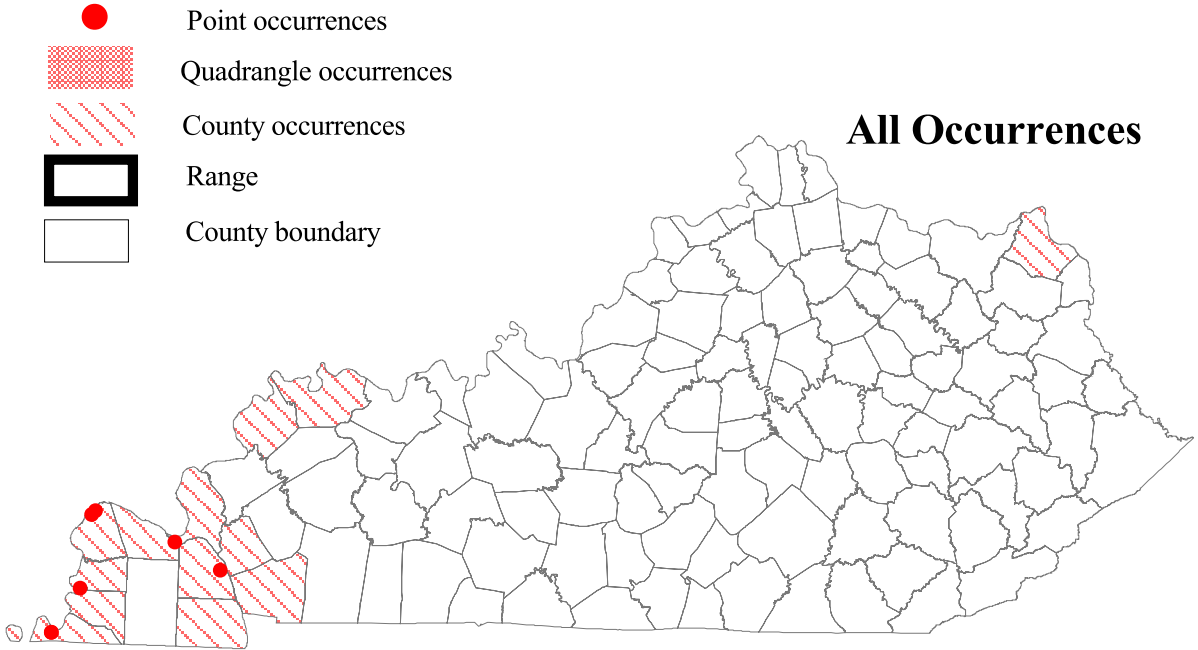 Point occurrences
Quadrangle occurrences
County occurrences
Range
County boundary
All Occurrences